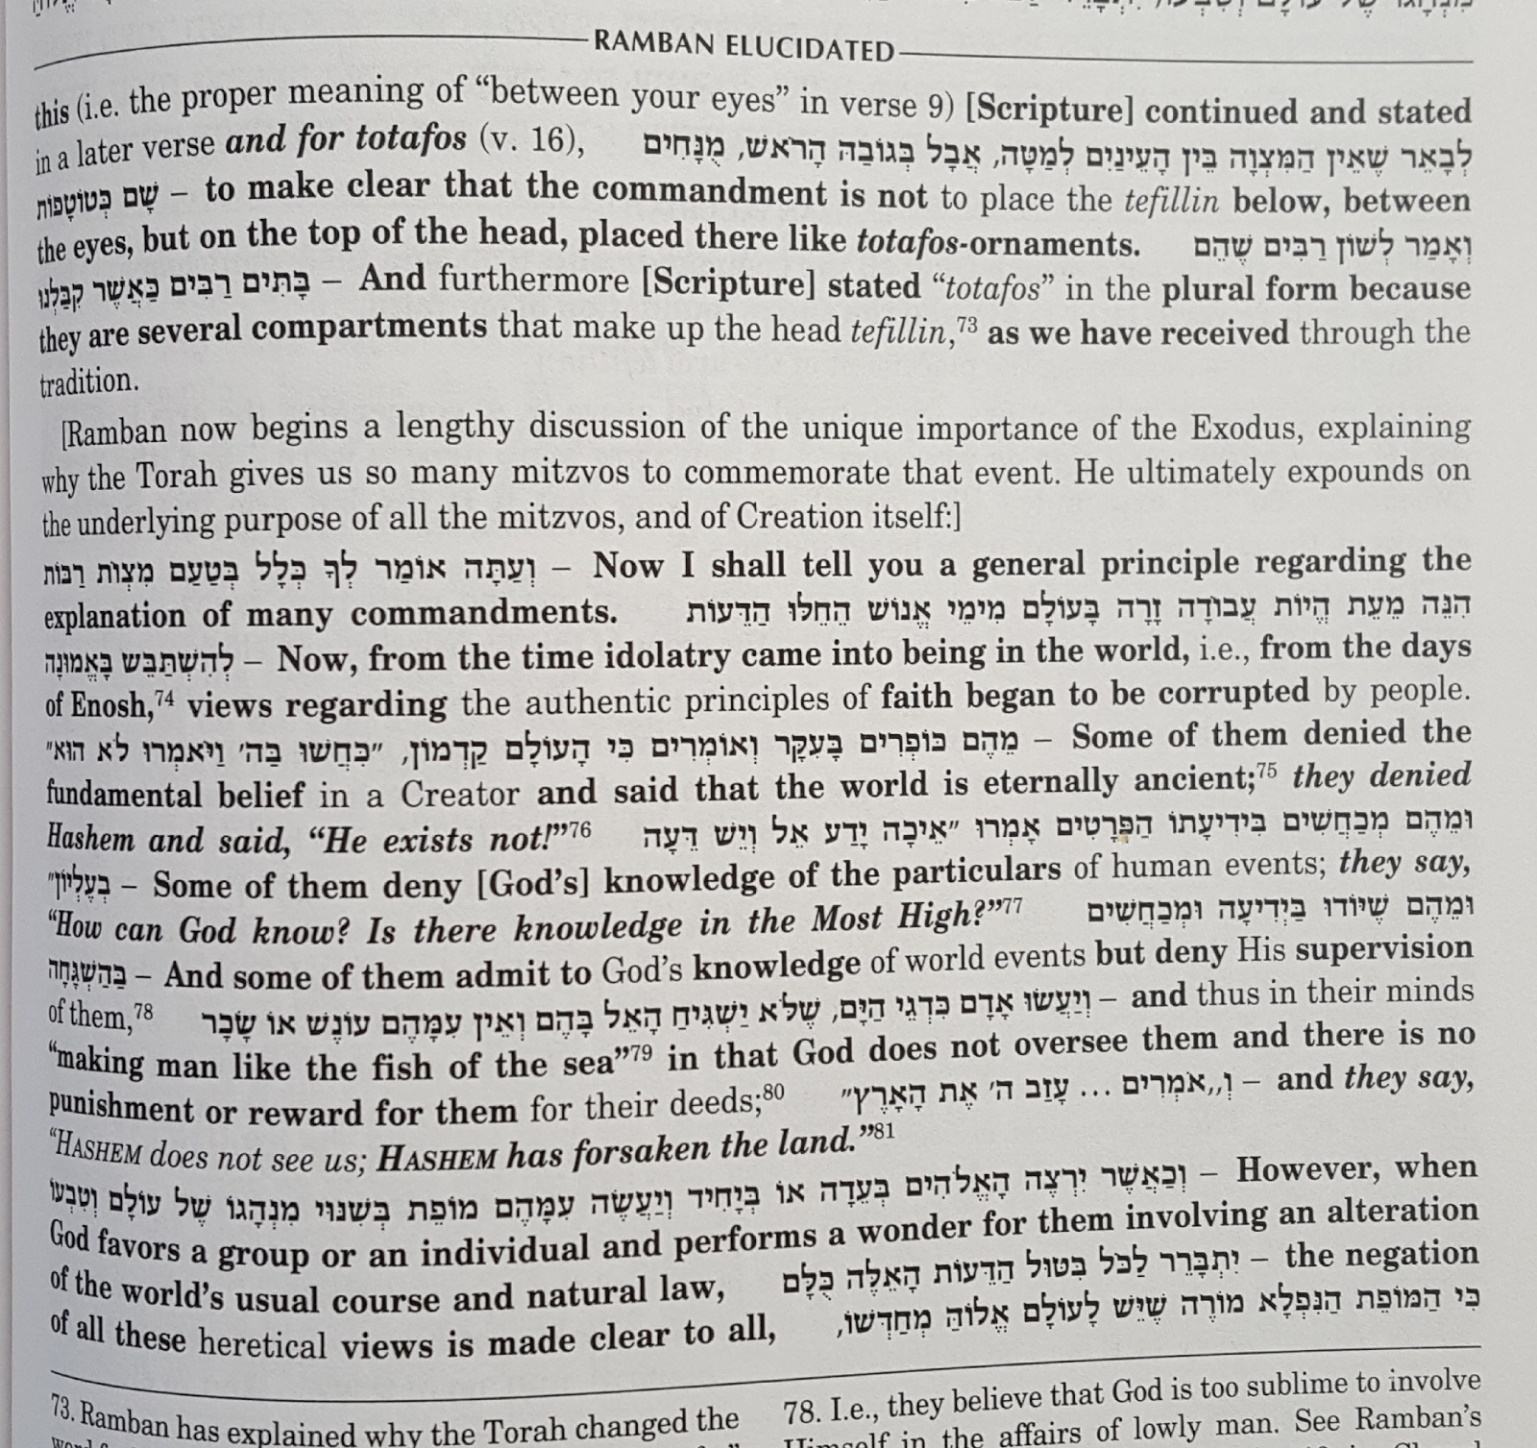 RAMBAN ELUCIDATED
this (i.e. the proper meaning of “between your eyes” in verse 9) [Scripture] continued and stated
in a later verse and for totafos (v. 16), לְבָאֵר שֶׁאֵין הַמִּצְוָה בֵּין הָעֵינַיִם לְמַטָּה, אֲבָל בְּגוֹבַהּ הָרֹאשׁ, מֻנָּחִים
שָׁם כְּטוֹטָפוֹת – to make clear that the commandment is not to place the tefillin below, between
the eyes, but on the top of the head, placed there like totafos-ornaments. וְאָמַר לְשׁוֹן רַבִּים שֶׁהֵם
בָּתִּים רַבִּים כַּאֲשֶׁר קִבַּלְנוּ – And furthermore [Scripture] stated “totafos” in the plural form because
they are several compartments that make up the head tefillin,73 as we have received through the
tradition.
[Ramban now begins a lengthy discussion of the unique importance of the Exodus, explaining
why the Torah gives us so many mitzvos to commemorate that event. He ultimately expounds on
the underlying purpose of all the mitzvos, and of Creation itself:]
וְעַתָּה אוֹמַר לְךָ כְּלָל בְּטַעַם מִצְוֹת רַבּוֹת – Now I shall tell you a general principle regarding the
explanation of many commandments. הִנֵּה מֵעֵת הֱיוֹת עֲבוֹדָה זָרָה בָּעוֹלָם מִימֵי אֱנוֹשׁ הֵחֵלּוּ הַדֵּעוֹת
לְהִשְׁתַּבֵּשׁ בָּאֱמוּנָה – Now, from the time idolatry came into being in the world, i.e., from the days
of Enosh,74 views regarding the authentic principles of faith began to be corrupted by people.
מֵהֶם כּוֹפְרִים בָּעִקָּר וְאוֹמְרִים כִּי הָעוֹלָם קַדְמוֹן, ״כִּחֲשׁוּ בַּה׳ וַיֹּאמְרוּ לֹא הוּא״ – Some of them denied the
fundamental belief in a Creator and said that the world is eternally ancient;75 they denied
Hashem and said, “He exists not!”76 וּמֵהֶם מְכַחֲשִׁים בִּידִיעָתוֹ הַפְּרָטִים אָמְרוּ ״אֵיכָה יָדַע אֵל וְיֵשׁ דֵּעָה
בְעֶלְיוֹן״ – Some of them deny [God’s] knowledge of the particulars of human events; they say,
“How can God know? Is there knowledge in the Most High?”77 וּמֵהֶם שֶׁיּוֹדוּ בַּיְדִיעָה וּמְכַחֲשִׁים
בַּהַשְׁגָּחָה – And some of them admit to God’s knowledge of world events but deny His supervision
of them,78 וְיַעֲשׂוּ אָדָם כִּדְגֵי הַיָּם, שֶׁלֹּא יַשְׁגִּיחַ הָאֵל בָּהֶם וְאֵין עִמָּהֶם עוֹנֶשׁ אוֹ שָׂכָר – and thus in their minds
“making man like the fish of the sea”79 in that God does not oversee them and there is no
punishment or reward for them for their deeds;80 וְ,,אֹמְרִים ... עָזַב ה׳ אֶת הָאָרֶץ״ – and they say,
“HASHEM does not see us; HASHEM has forsaken the land.”81
וְכַאֲשֶׁר יִרְצֶה הָאֱלֹהִים בְּעֵדָה אוֹ בְּיָחִיד וְיַעֲשֶׂה עִמָּהֶם מוֹפֵת בְּשִׁנּוּי מִנְהָגוֹ שֶׁל עוֹלָם וְטִבְעוֹ – However, when
God favors a group or an individual and performs a wonder for them involving an alteration
of the world’s usual course and natural law, יִתְבָּרֵר לַכֹּל בִּטּוּל הַדֵּעוֹת הָאֵלֶּה כֻּלָּם – the negation
of all these heretical views is made clear to all, כִּי הַמּוֹפֵת הַנִּפְלָא מוֹרֶה שֶׁיֵּשׁ לָעוֹלָם אֱלוֹהַּ מְחַדְּשׁוֹ,
73. Ramban has explained why the Torah changed the
78. I.e., they believe that God is too sublime to involve
Himself in the affairs of lowly man. See Ramban’s